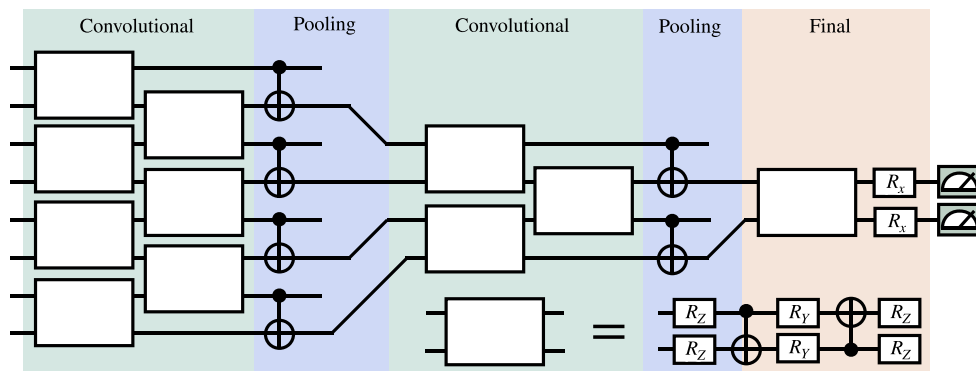 Convolutional Pooling Convolutional Pooling Final
R_x
R_x
= R_Z R_Y R_Z
R_Z R_Y R_Z